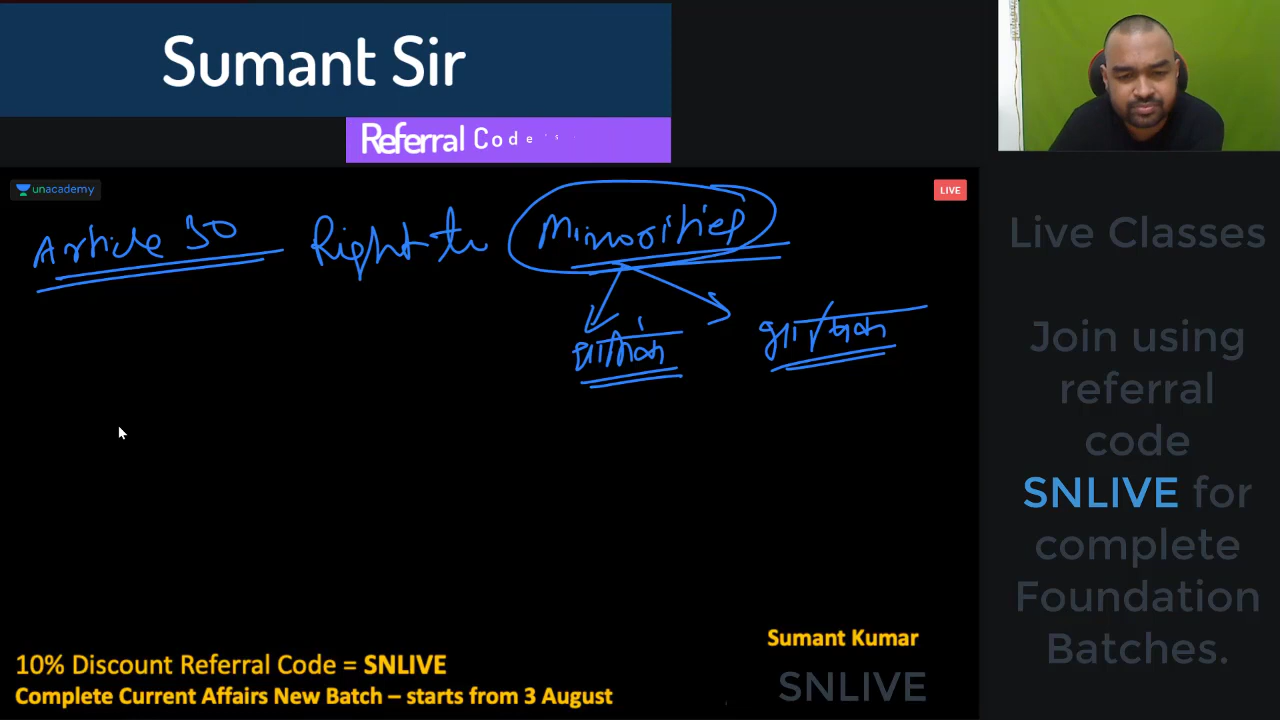 Sumant Sir
Referral Code
unacademy
LIVE
Article 30 Right to Minorities
धार्मिक
Live Classes
Join using
referral
code
SNLIVE for
complete
Foundation
Batches.
Sumant Kumar
SNLIVE
10% Discount Referral Code = SNLIVE
Complete Current Affairs New Batch – starts from 3 August